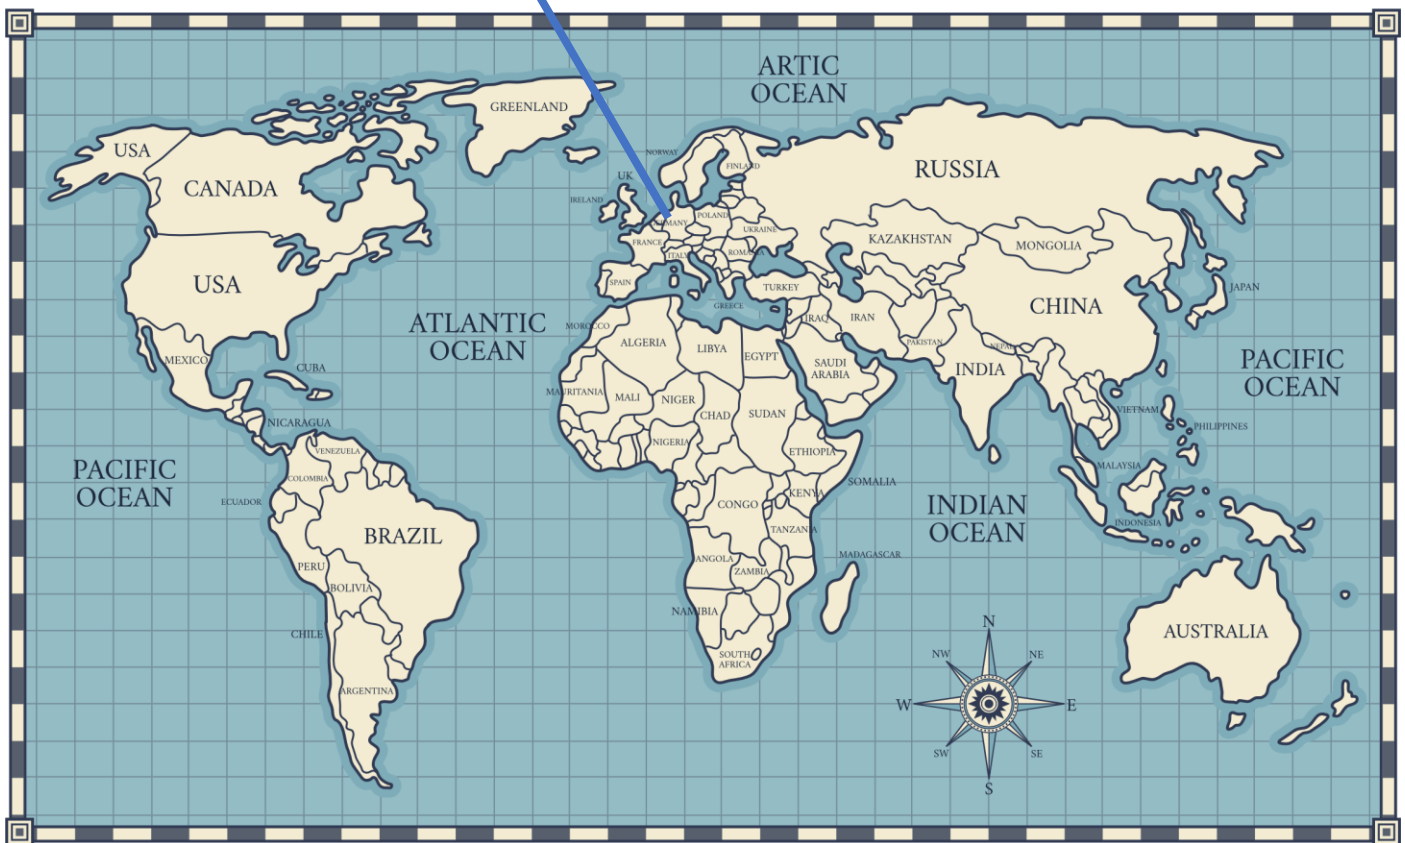 ARTIC
OCEAN
GREENLAND
USA
CANADA
NORWAY
FINLAND
RUSSIA
UK
IRELAND
GERMANY
POLAND
UKRAINE
FRANCE
ITALY
ROMANIA
KAZAKHSTAN
MONGOLIA
USA
SPAIN
GREECE
TURKEY
CHINA
JAPAN
ATLANTIC
OCEAN
MOROCCO
ALGERIA
LIBYA
EGYPT
IRAQ
IRAN
PAKISTAN
NEPAL
MEXICO
CUBA
SAUDI
ARABIA
INDIA
PACIFIC
OCEAN
MAURITANIA
MALI
NIGER
CHAD
SUDAN
VIETNAM
PHILIPPINES
NICARAGUA
VENEZUELA
NIGERIA
ETHIOPIA
PACIFIC
OCEAN
COLOMBIA
MALAYSIA
SOMALIA
ECUADOR
CONGO
KENYA
INDIAN
OCEAN
INDONESIA
BRAZIL
TANZANIA
MADAGASCAR
PERU
ANGOLA
ZAMBIA
BOLIVIA
NAMIBIA
CHILE
AUSTRALIA
SOUTH
AFRICA
ARGENTINA
N
NW
NE
W
E
SW
SE
S